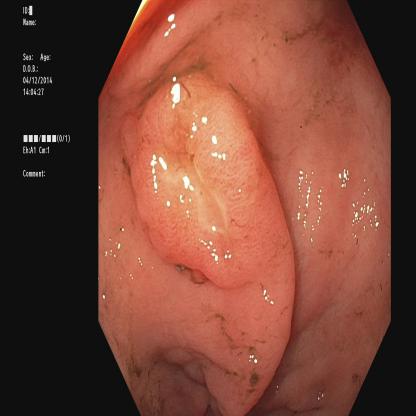 ID:
Name:
Sex: Age:
D.O.B.:
04/12/2014
14:04:27
(0/1)
Eh:A1 Cm:1
Comment: